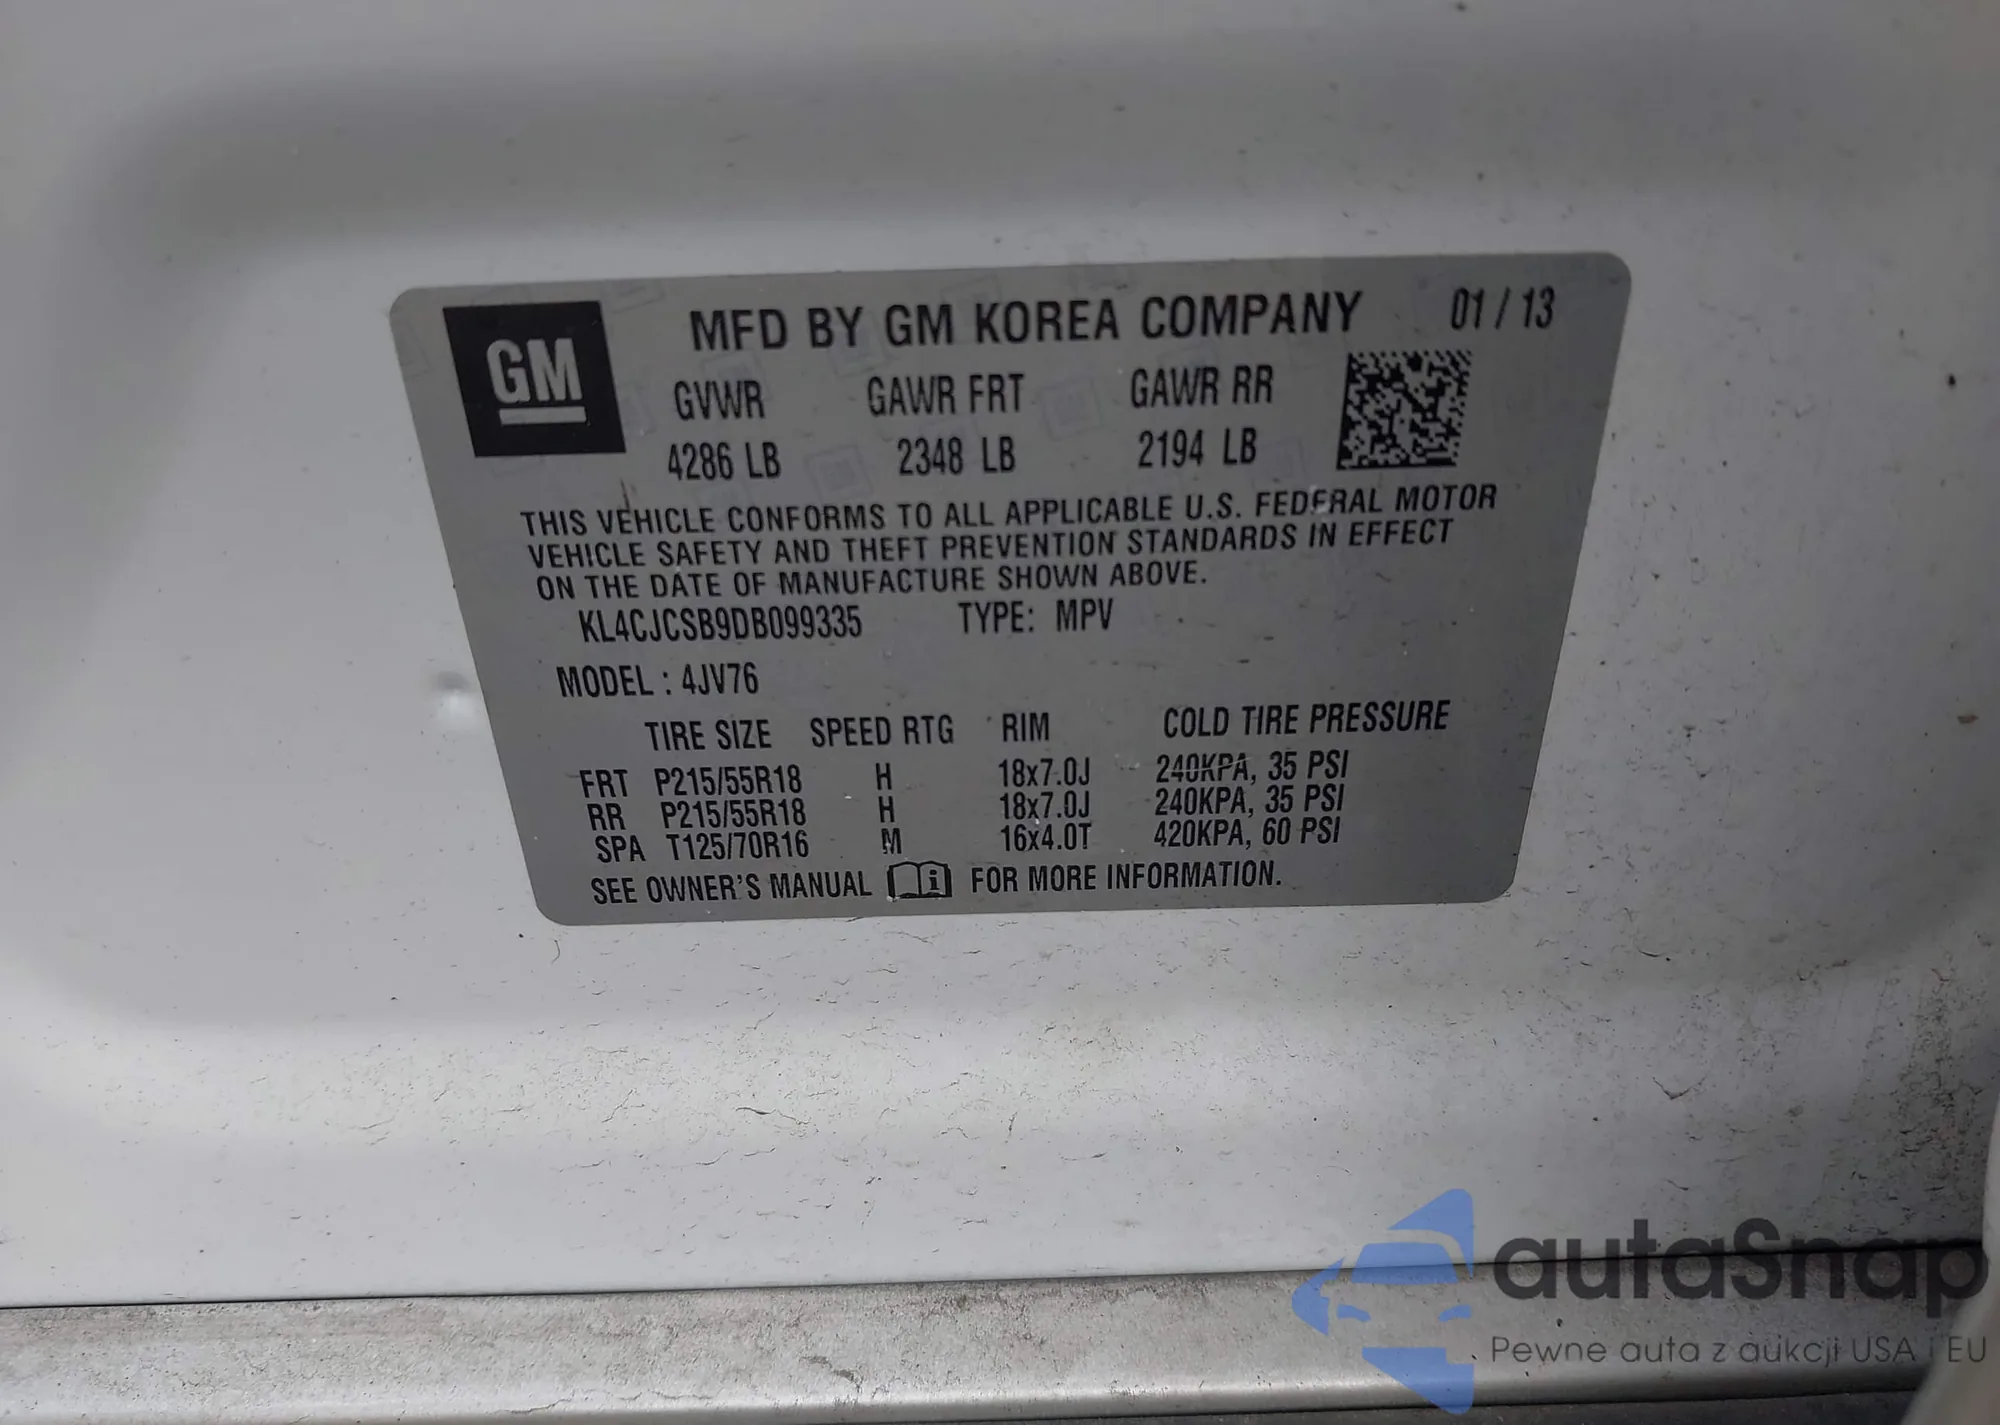 GM
MFD BY GM KOREA COMPANY 01 / 13
GVWR GAWR FRT GAWR RR
4286 LB 2348 LB 2194 LB
THIS VEHICLE CONFORMS TO ALL APPLICABLE U.S. FEDERAL MOTOR
VEHICLE SAFETY AND THEFT PREVENTION STANDARDS IN EFFECT
ON THE DATE OF MANUFACTURE SHOWN ABOVE.
KL4CJCSB9DB099335 TYPE: MPV
MODEL : 4JV76
TIRE SIZE SPEED RTG RIM COLD TIRE PRESSURE
FRT P215/55R18 H 18x7.0J 240KPA, 35 PSI
RR P215/55R18 H 18x7.0J 240KPA, 35 PSI
SPA T125/70R16 M 16x4.0T 420KPA, 60 PSI
SEE OWNER'S MANUAL i FOR MORE INFORMATION.
autaSnap
Pewne auta z aukcji USA i EU